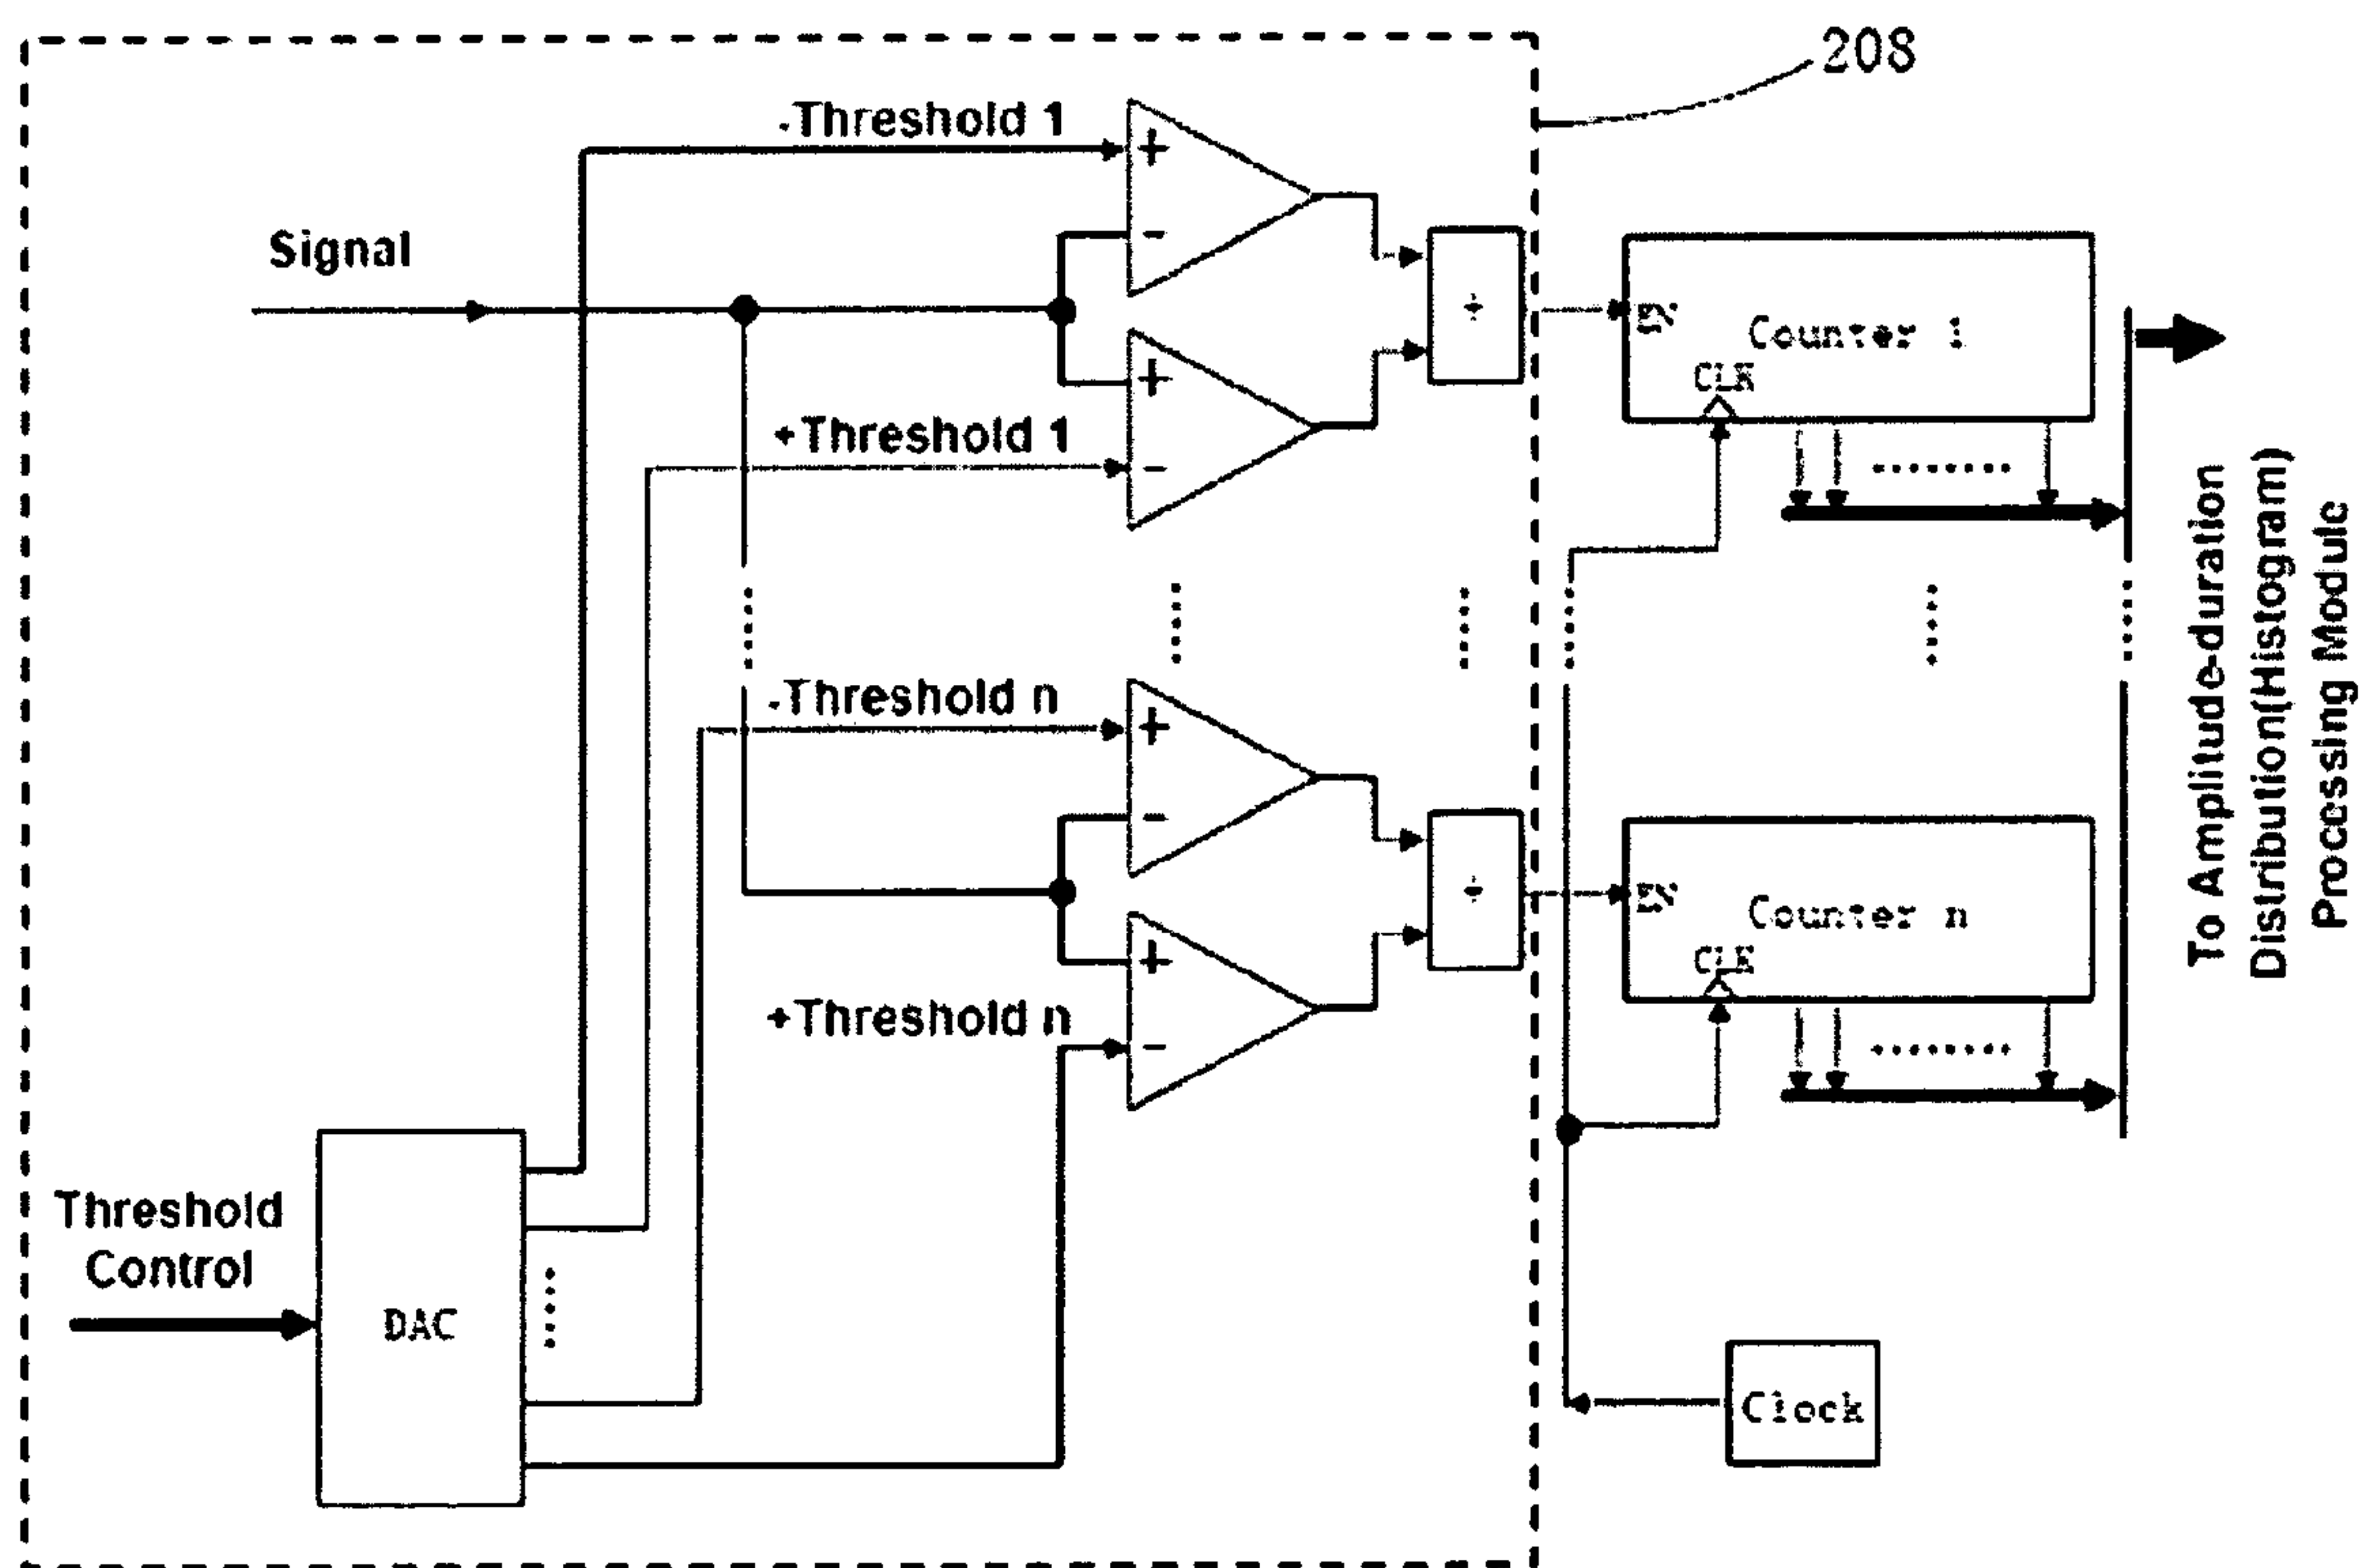 208
-Threshold 1
+
-
Signal
+
EN
Counter 1
CLK
+
+Threshold 1
-
-Threshold n
+
-
+
EN
Counter n
CLK
+
+Threshold n
-
Threshold
Control
DAC
Clock
To Amplitude-duration
Distribution(Histogram)
Processing Module